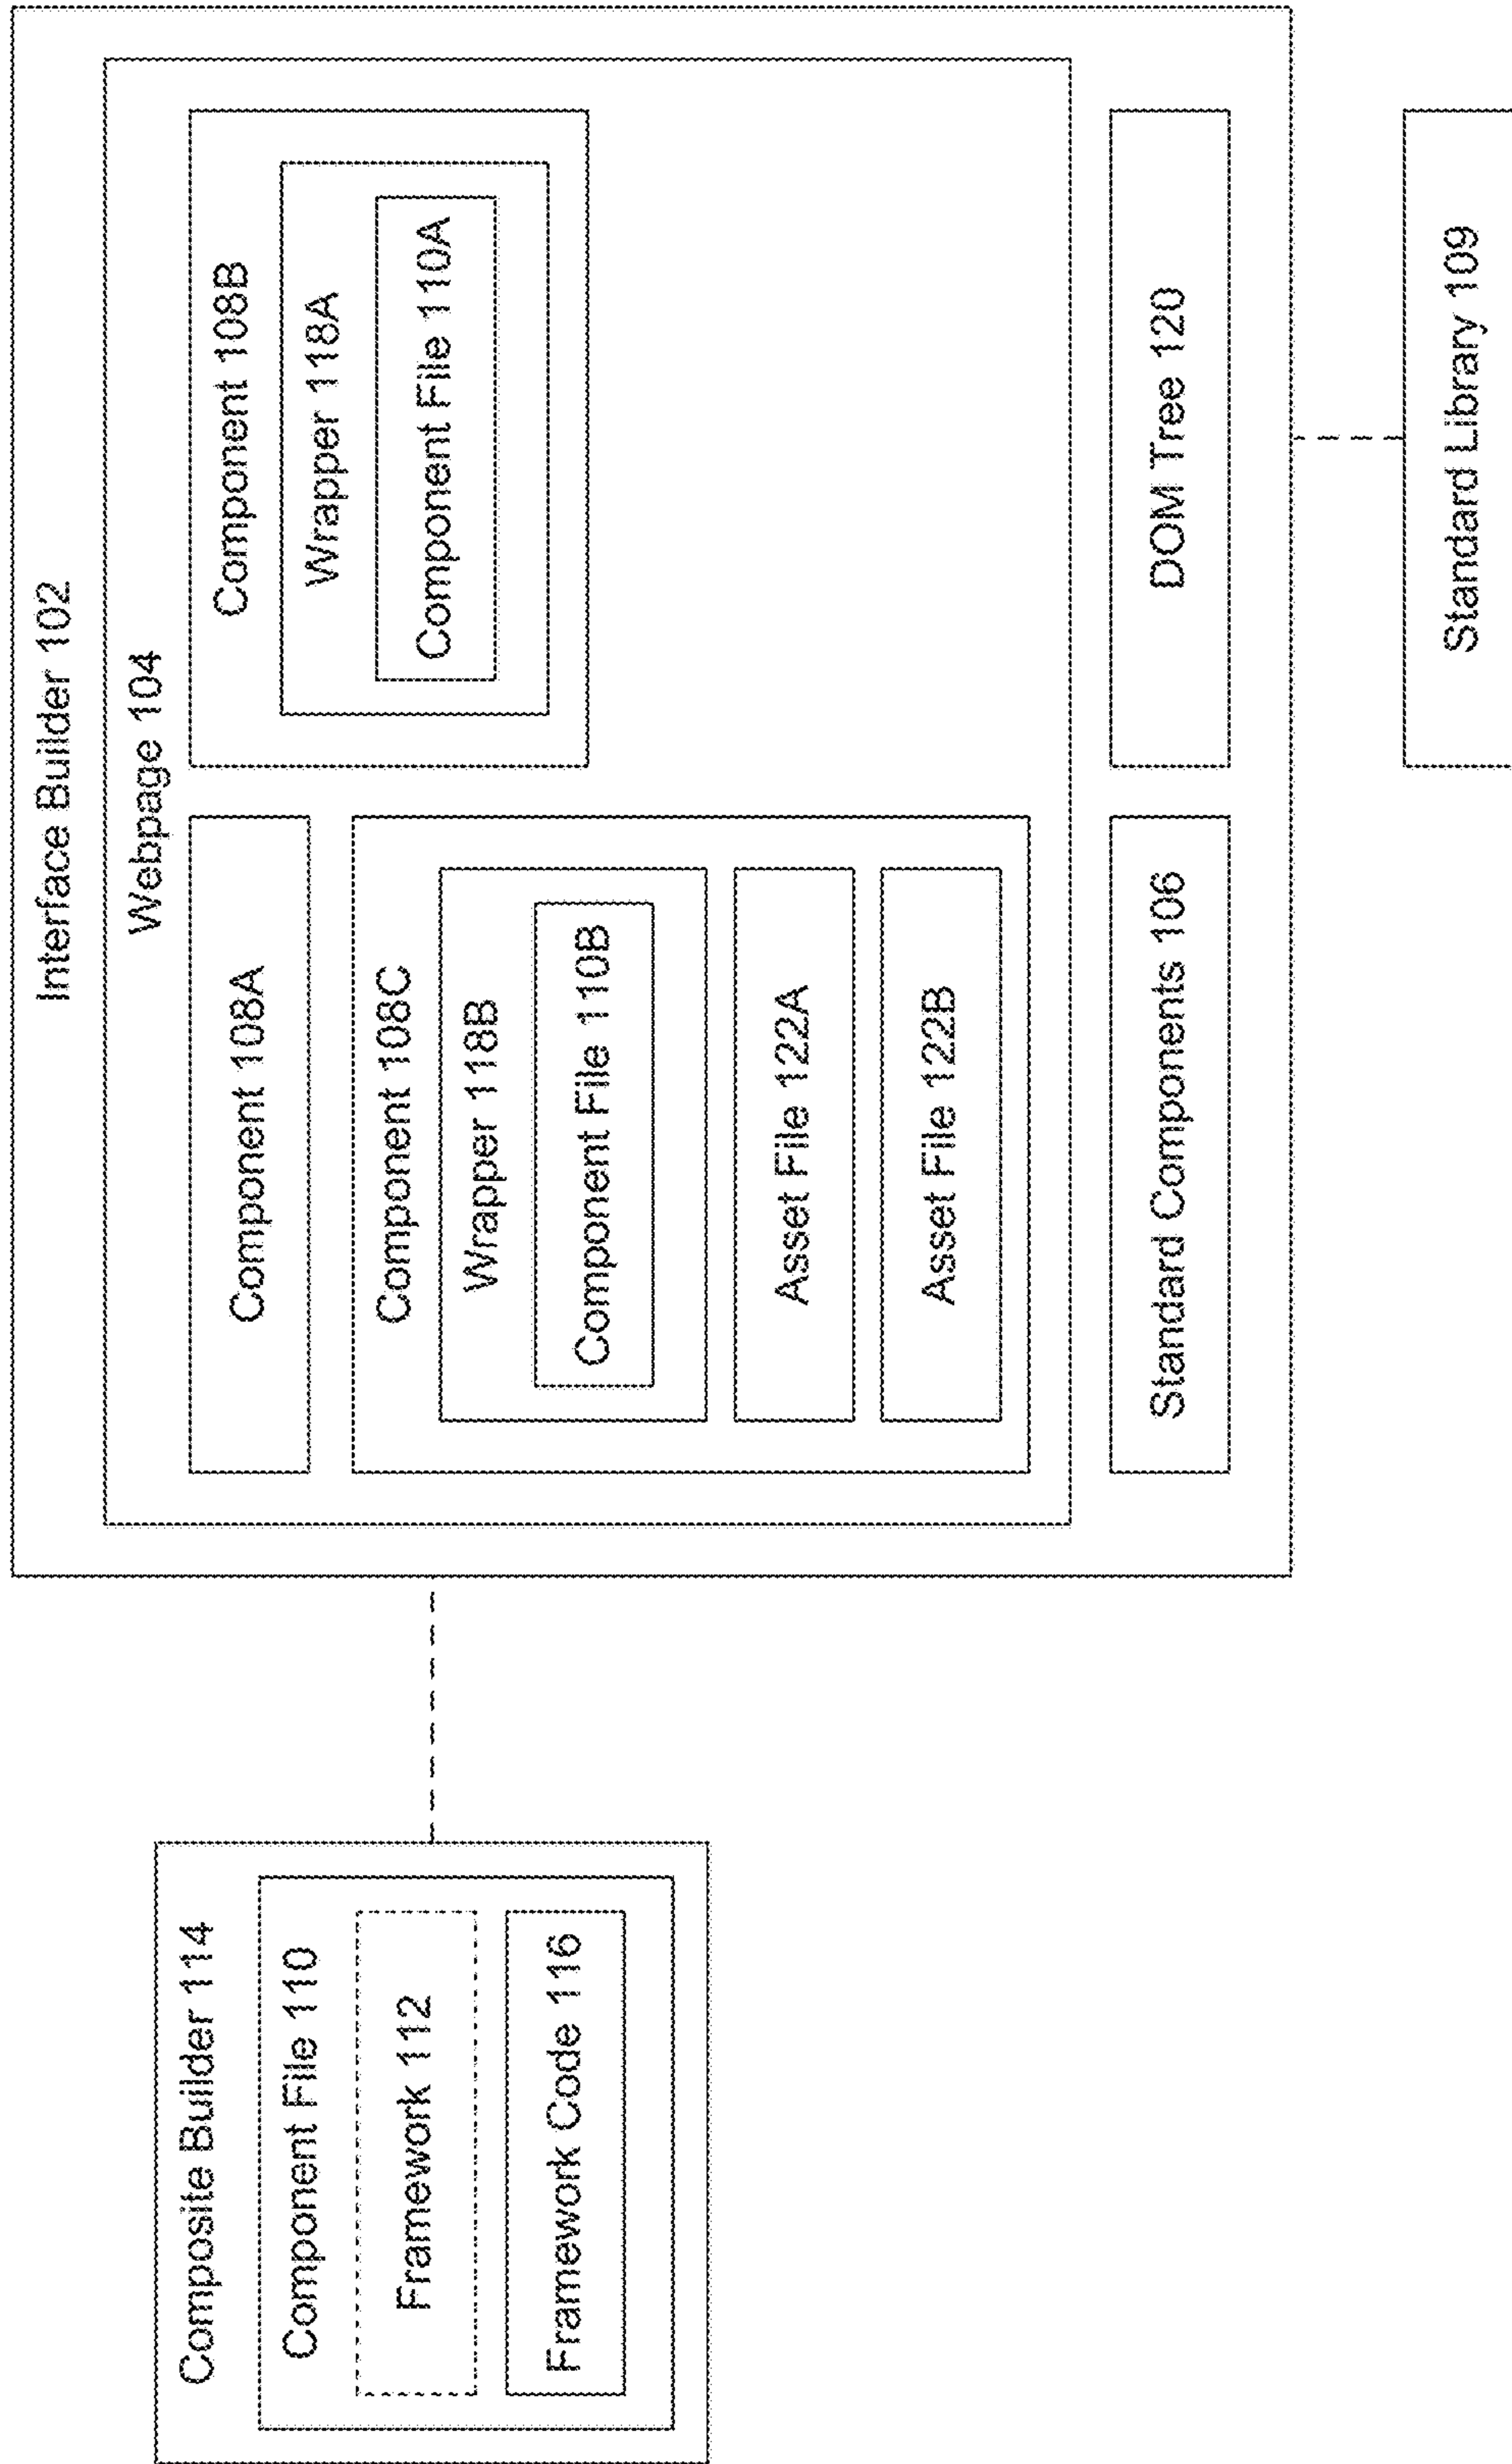 Composite Builder 114
Component File 110
Framework 112
Framework Code 116
Interface Builder 102
Webpage 104
Component 108A
Component 108B
Wrapper 118A
Component File 110A
Component 108C
Wrapper 118B
Component File 110B
Asset File 122A
Asset File 122B
Standard Components 106
DOM Tree 120
Standard Library 109